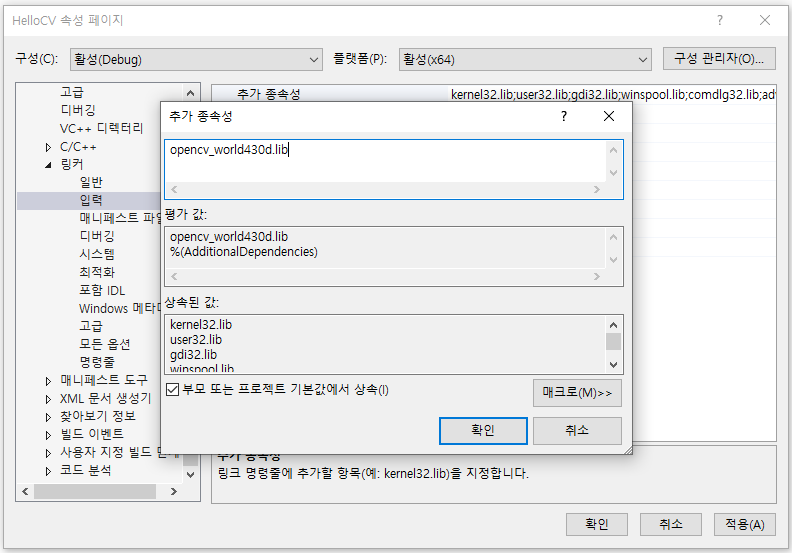 HelloCV 속성 페이지
구성(C): 활성(Debug) 플랫폼(P): 활성(x64) 구성 관리자(O)...
고급
디버깅
VC++ 디렉터리
C/C++
링커
일반
입력
매니페스트 파일
디버깅
시스템
최적화
포함 IDL
Windows 메타데
고급
모든 옵션
명령줄
매니페스트 도구
XML 문서 생성기
찾아보기 정보
빌드 이벤트
사용자 지정 빌드 단계
코드 분석
추가 종속성 kernel32.lib;user32.lib;gdi32.lib;winspool.lib;comdlg32.lib;adv
추가 종속성
opencv_world430d.lib
평가 값:
opencv_world430d.lib
%(AdditionalDependencies)
상속된 값:
kernel32.lib
user32.lib
gdi32.lib
winspool.lib
부모 또는 프로젝트 기본값에서 상속(I)
매크로(M)>>
확인 취소
추가 종속성
링크 명령줄에 추가할 항목(예: kernel32.lib)을 지정합니다.
확인 취소 적용(A)